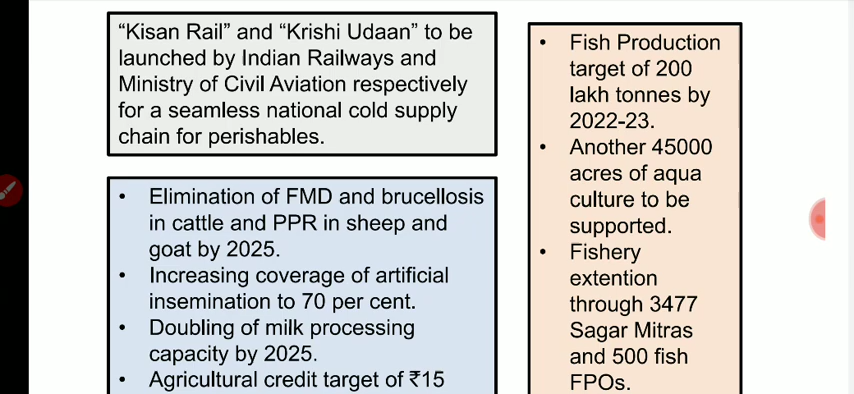 “Kisan Rail” and “Krishi Udaan” to be
launched by Indian Railways and
Ministry of Civil Aviation respectively
for a seamless national cold supply
chain for perishables.
• Elimination of FMD and brucellosis
in cattle and PPR in sheep and
goat by 2025.
• Increasing coverage of artificial
insemination to 70 per cent.
• Doubling of milk processing
capacity by 2025.
• Agricultural credit target of ₹15
• Fish Production
target of 200
lakh tonnes by
2022-23.
• Another 45000
acres of aqua
culture to be
supported.
• Fishery
extention
through 3477
Sagar Mitras
and 500 fish
FPOs.